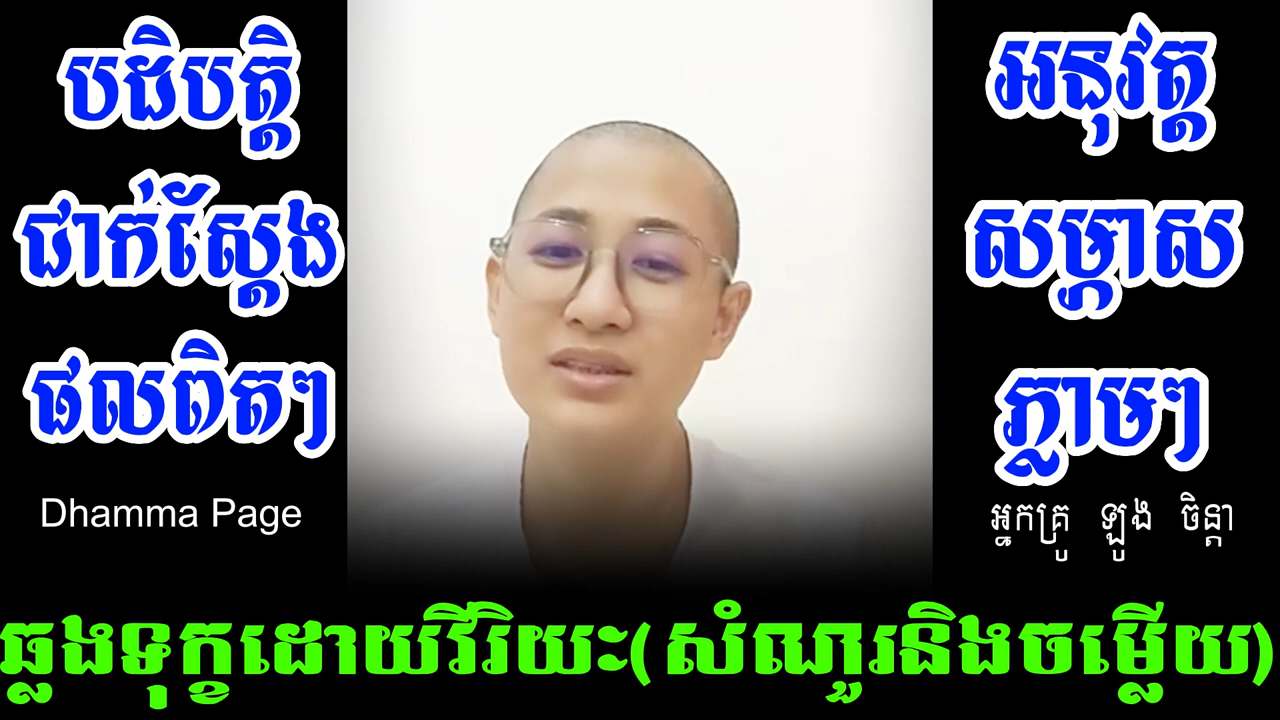 បដិបត្តិ
ជាក់ស្តែង
ផលពិតៗ
Dhamma Page
អនុវត្ត
សម្ភាស
ភ្លាមៗ
អ្នកគ្រូ ឡុង ចិន្តា
ឆ្លងទុក្ខដោយវីរិយៈ(សំណួរនិងចម្លើយ)